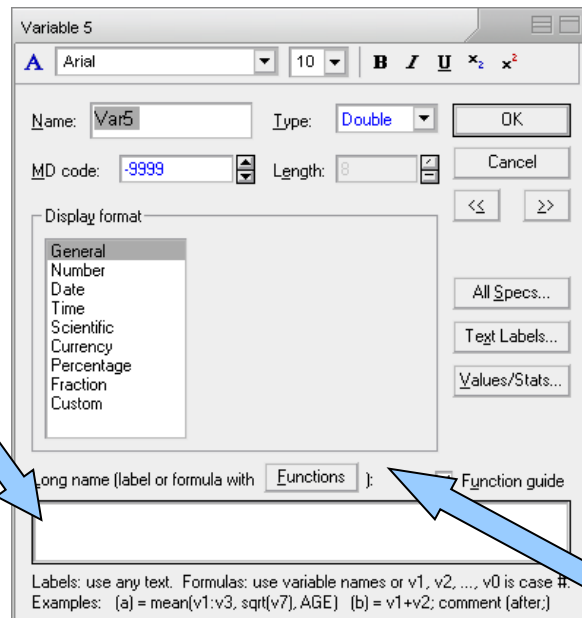 Variable 5
A Arial 10 B I U x₂ x²
Name: Var5 Type: Double OK
MD code: -9999 Length: 8 Cancel
<< >>
Display format
General
Number
Date
Time
Scientific
Currency
Percentage
Fraction
Custom
All Specs...
Text Labels...
Values/Stats...
Long name (label or formula with Functions ): Function guide
Labels: use any text. Formulas: use variable names or v1, v2, ..., v0 is case #.
Examples: (a) = mean(v1:v3, sqrt(v7), AGE) (b) = v1+v2; comment (after;)